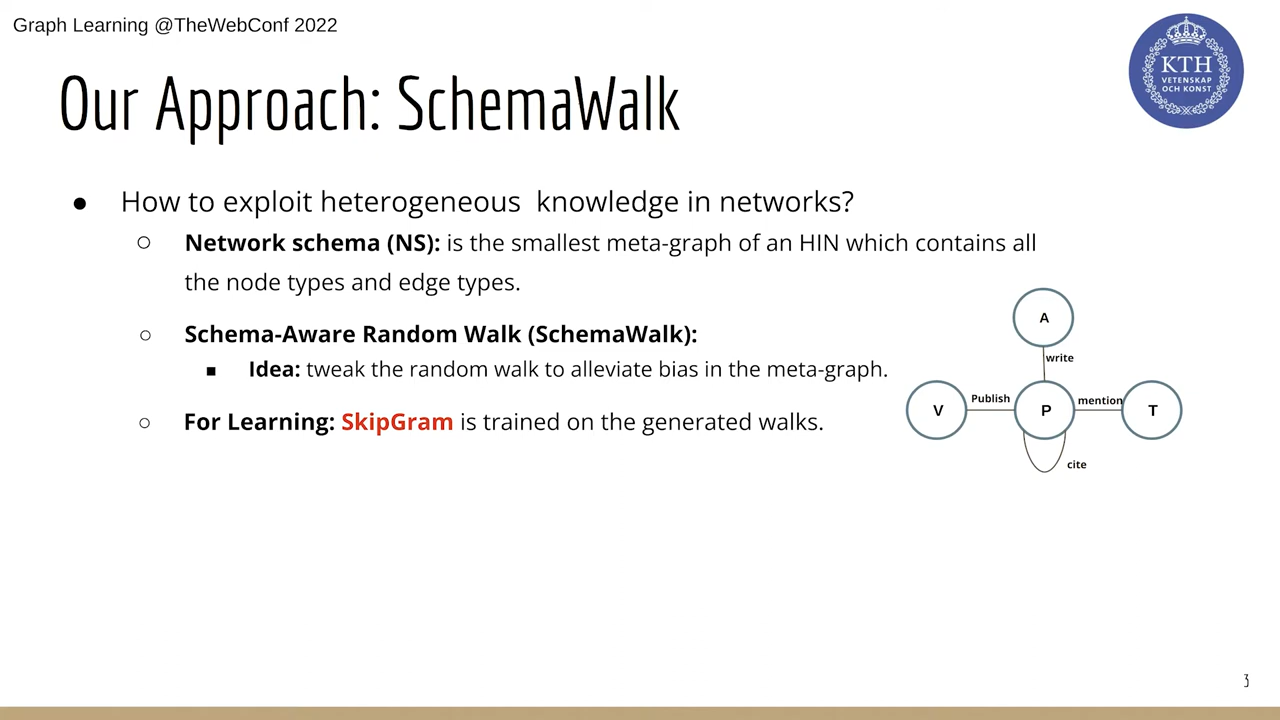 Graph Learning @TheWebConf 2022
KTH
VETENSKAP
OCH KONST
Our Approach: SchemaWalk
● How to exploit heterogeneous knowledge in networks?
○ Network schema (NS): is the smallest meta-graph of an HIN which contains all
the node types and edge types.
○ Schema-Aware Random Walk (SchemaWalk):
■ Idea: tweak the random walk to alleviate bias in the meta-graph.
○ For Learning: SkipGram is trained on the generated walks.
A
write
V
Publish
P
mention
T
cite
3